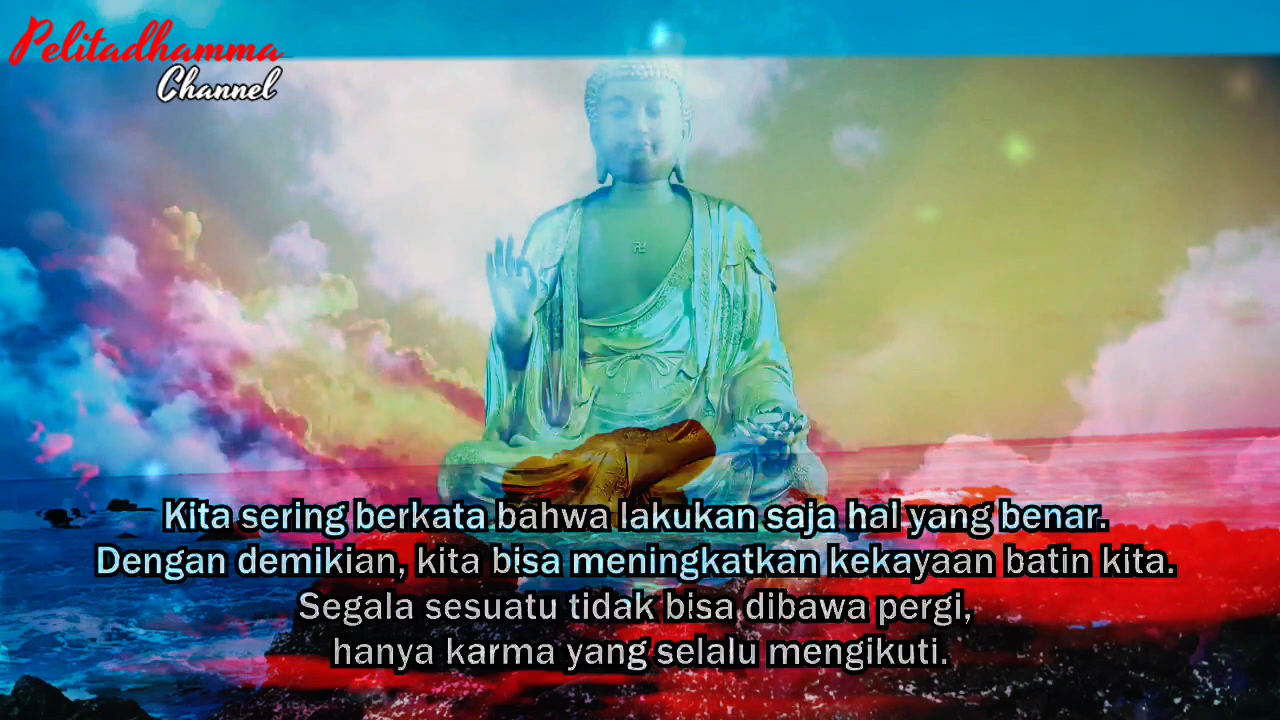 Pelitadhamma
Channel
卍
Kita sering berkata bahwa lakukan saja hal yang benar.
Dengan demikian, kita bisa meningkatkan kekayaan batin kita.
Segala sesuatu tidak bisa dibawa pergi,
hanya karma yang selalu mengikuti.